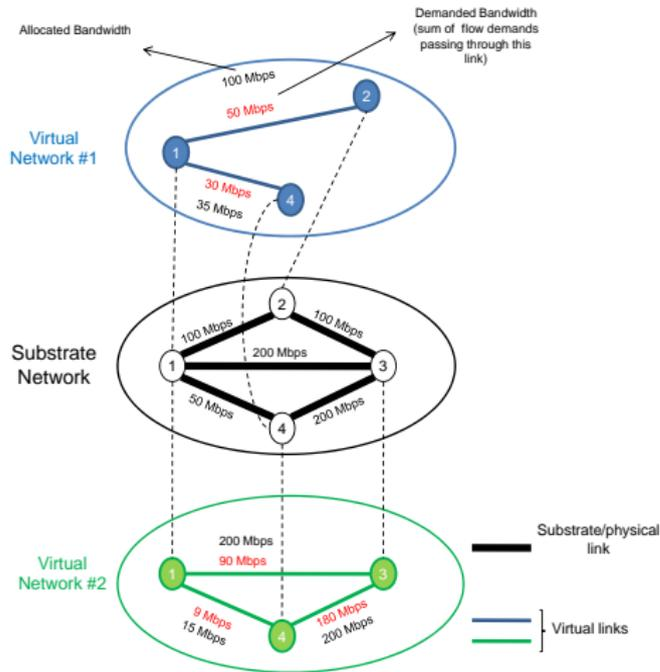 Allocated Bandwidth
Demanded Bandwidth
(sum of flow demands
passing through this
link)
100 Mbps
50 Mbps
2
Virtual
Network #1
1
30 Mbps
35 Mbps
4
2
100 Mbps
100 Mbps
Substrate
Network
1
200 Mbps
3
50 Mbps
200 Mbps
4
200 Mbps
90 Mbps
Virtual
Network #2
1
3
9 Mbps
15 Mbps
180 Mbps
200 Mbps
4
Substrate/physical
link
Virtual links